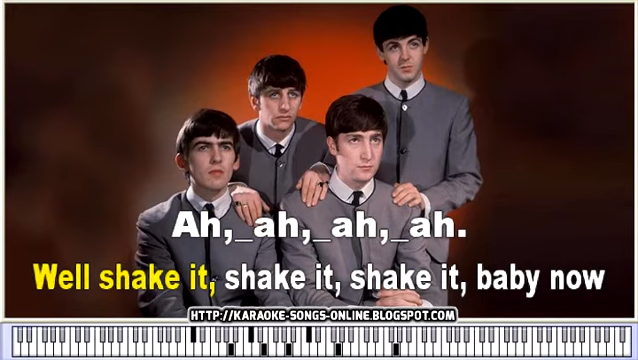 Ah,_ah,_ah,_ah.
Well shake it, shake it, shake it, baby now
HTTP://KARAOKE-SONGS-ONLINE.BLOGSPOT.COM